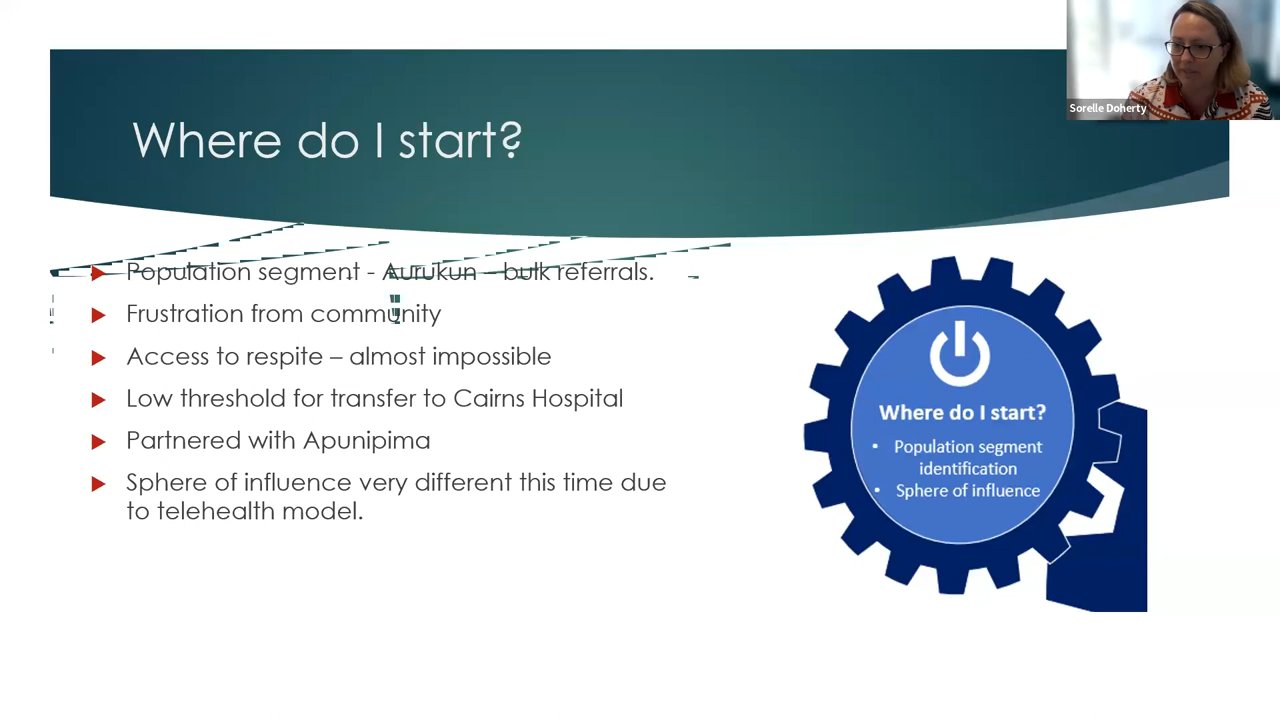 Sorelle Doherty
Where do I start?
Population segment - Aurukun – bulk referrals.
Frustration from community
Access to respite – almost impossible
Low threshold for transfer to Cairns Hospital
Partnered with Apunipima
Sphere of influence very different this time due
to telehealth model.
Where do I start?
• Population segment
identification
• Sphere of influence